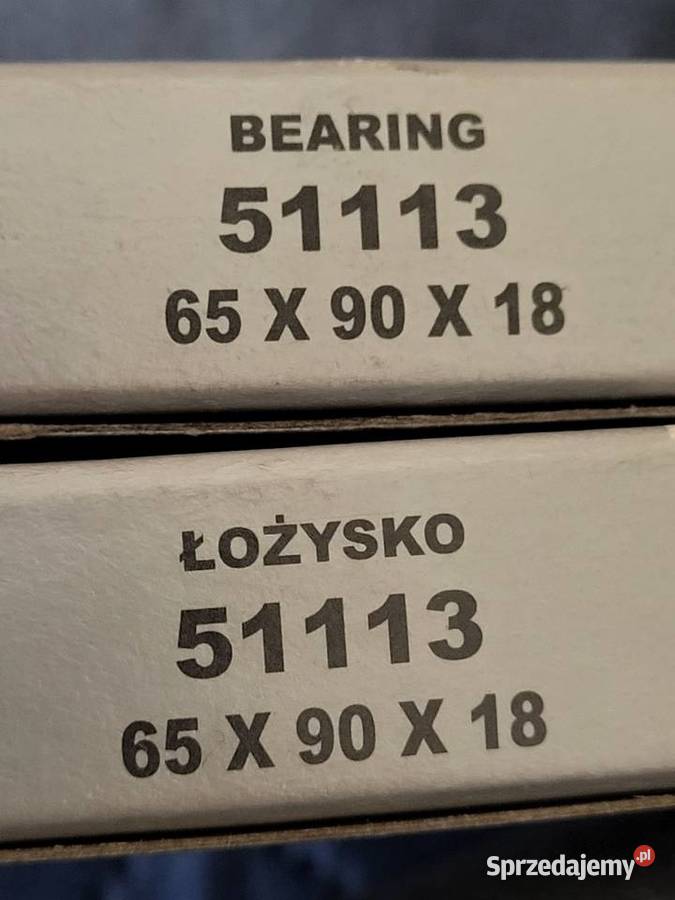 BEARING
51113
65 X 90 X 18
ŁOŻYSKO
51113
65 X 90 X 18
Sprzedajemy.pl